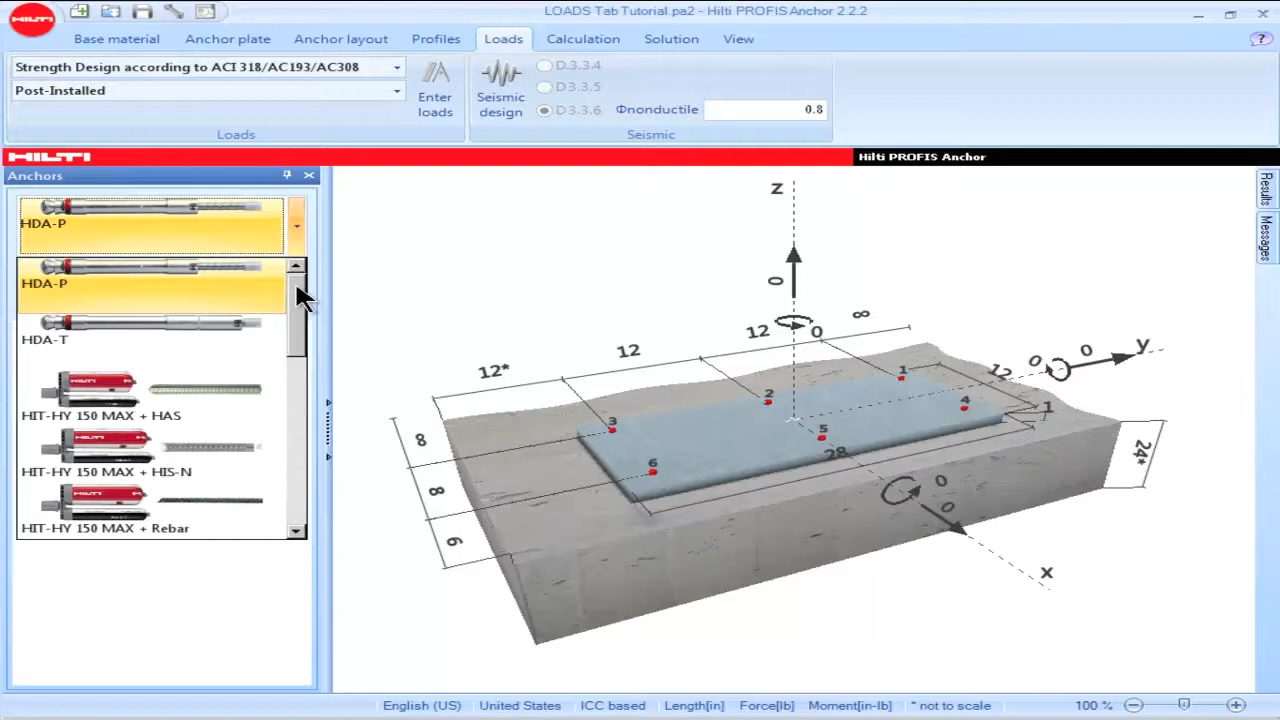 LOADS Tab Tutorial.pa2 - Hilti PROFIS Anchor 2.2.2
HILTI
Base material Anchor plate Anchor layout Profiles Loads Calculation Solution View
Strength Design according to ACI 318/AC193/AC308
Post-Installed
Enter loads
Loads
Seismic design
D.3.3.4
D.3.3.5
D.3.3.6
Φnonductile 0.8
Seismic
HILTI
Hilti PROFIS Anchor
Anchors
HDA-P
HDA-P
HDA-T
HIT-HY 150 MAX + HAS
HIT-HY 150 MAX + HIS-N
HIT-HY 150 MAX + Rebar
Results
Messages
z
0
0
12*
12
12
∞
8
8
6
1
2
3
4
5
6
28
12
1
24*
0
0
y
0
0
x
English (US) United States ICC based Length[in] Force[lb] Moment[in-lb] * not to scale 100 %